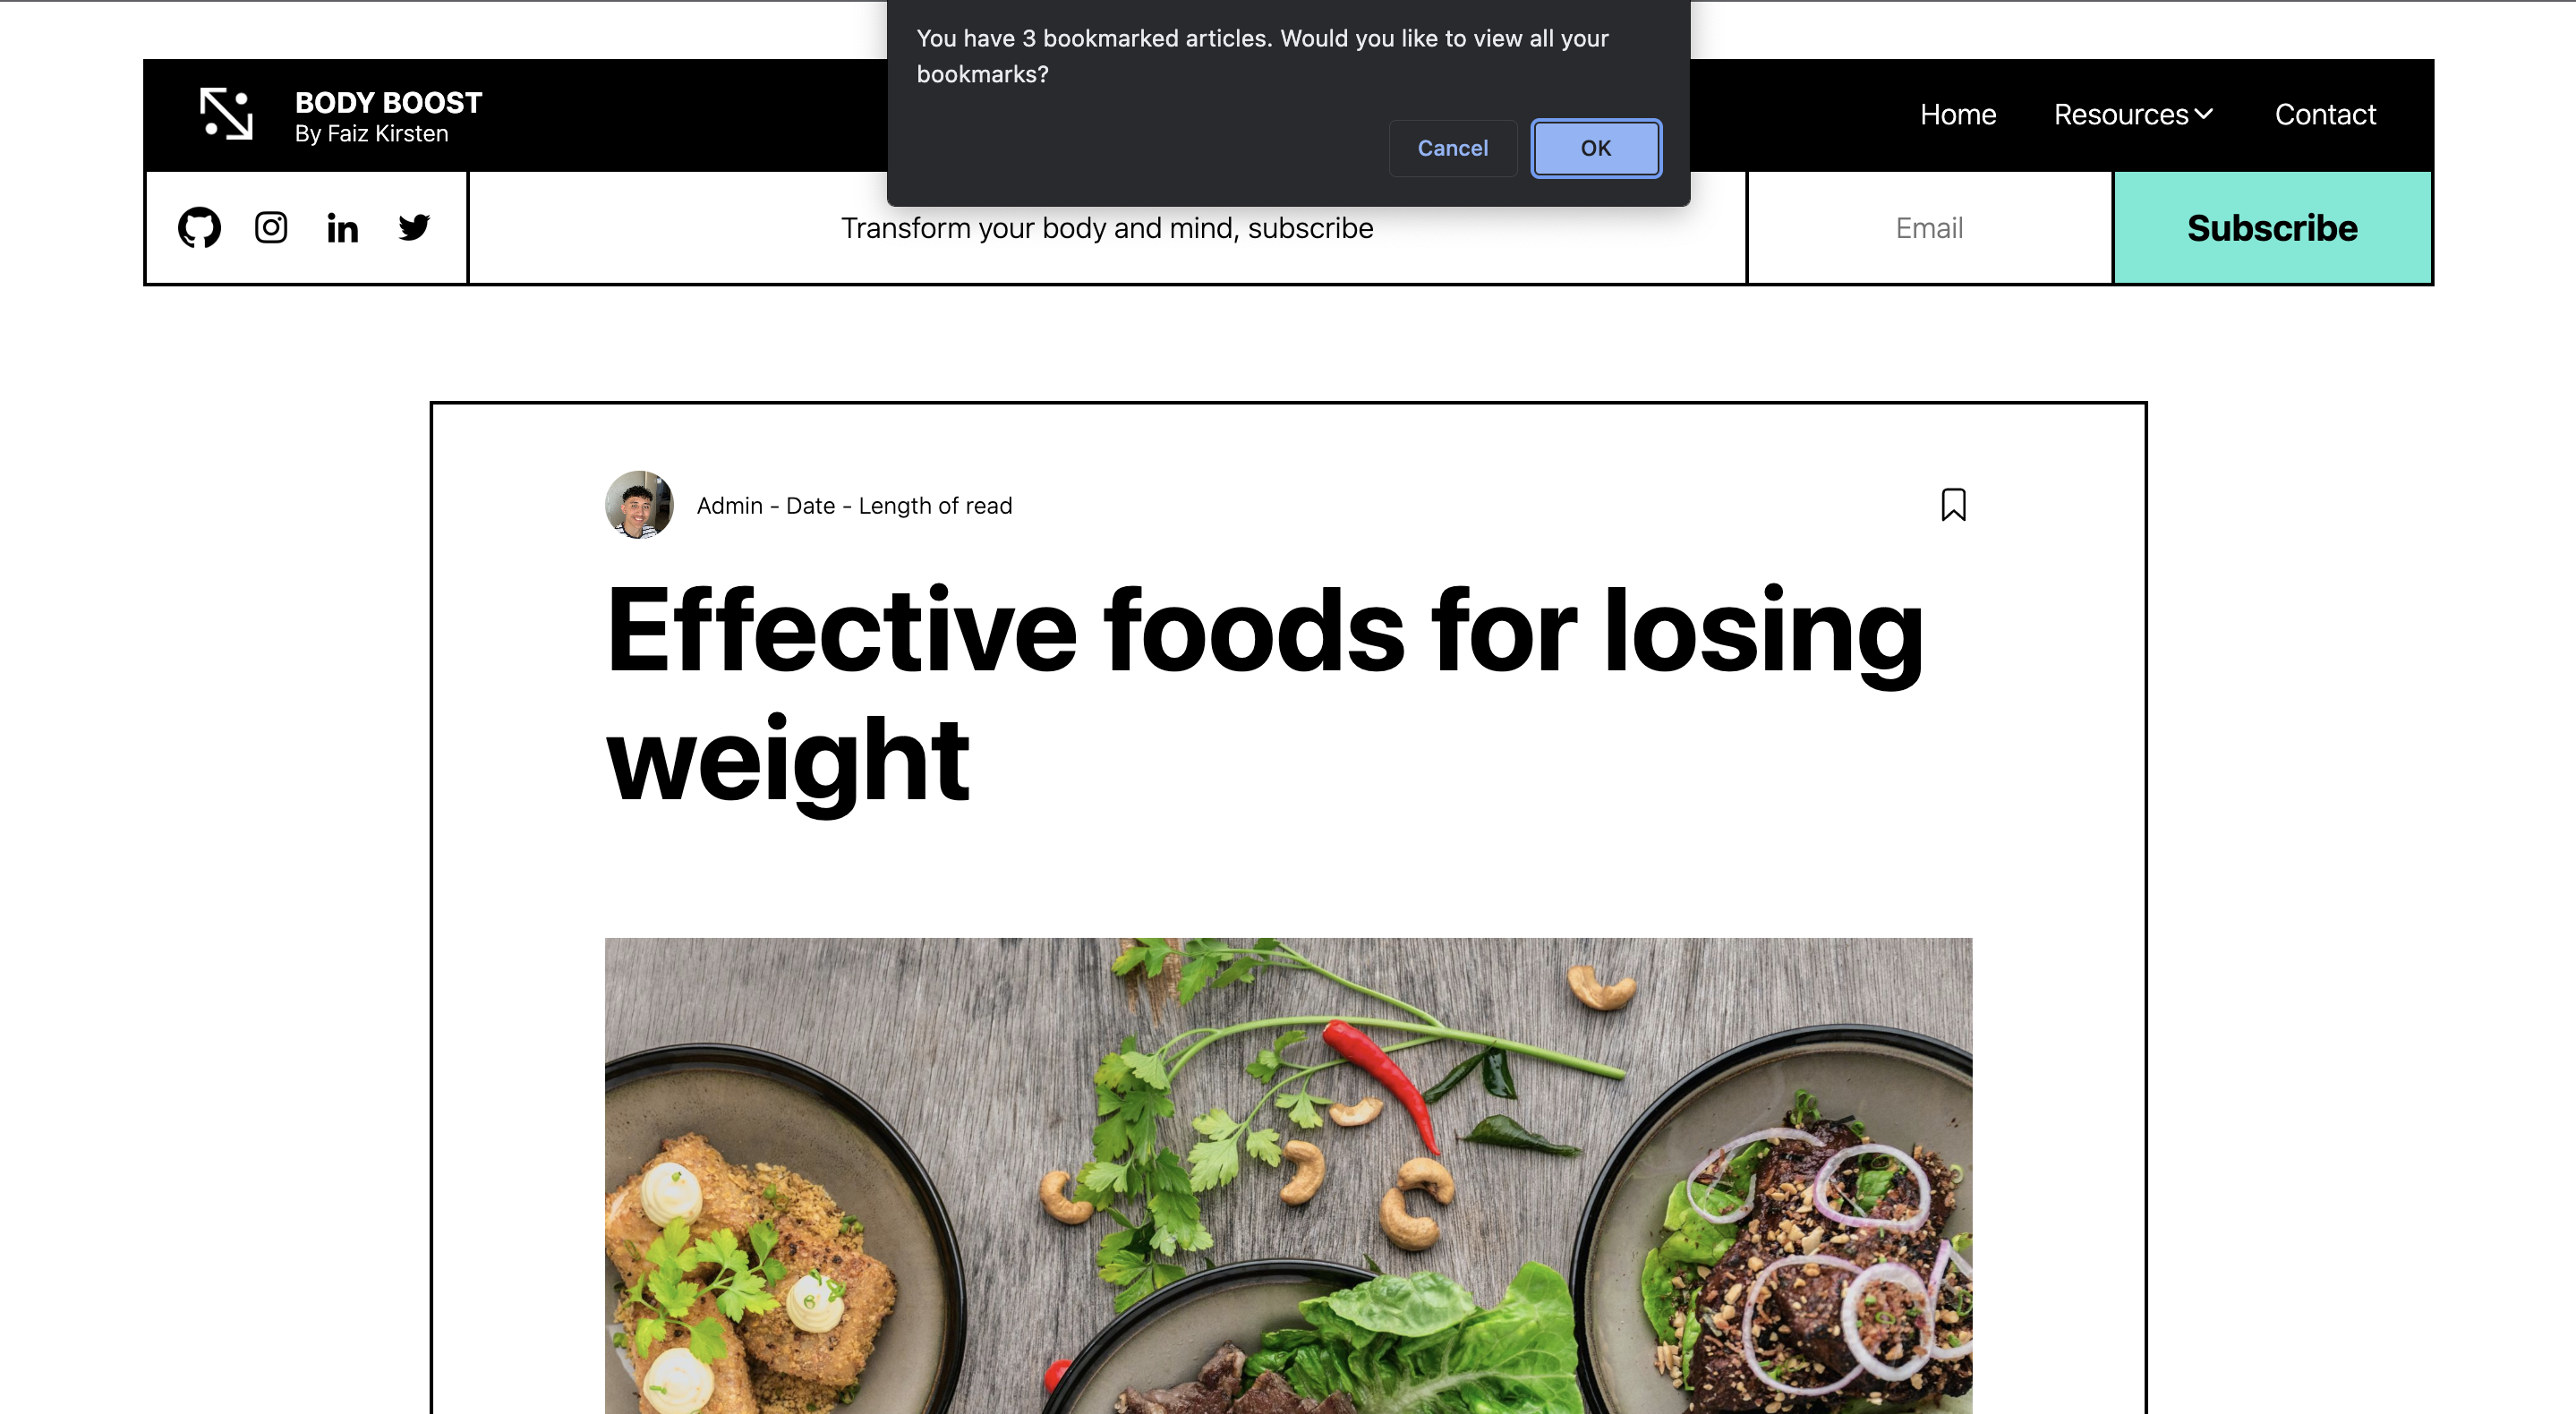 You have 3 bookmarked articles. Would you like to view all your
bookmarks?
Cancel
OK
BODY BOOST
By Faiz Kirsten
Home
Resources
Contact
Transform your body and mind, subscribe
Email
Subscribe
Admin - Date - Length of read
Effective foods for losing
weight